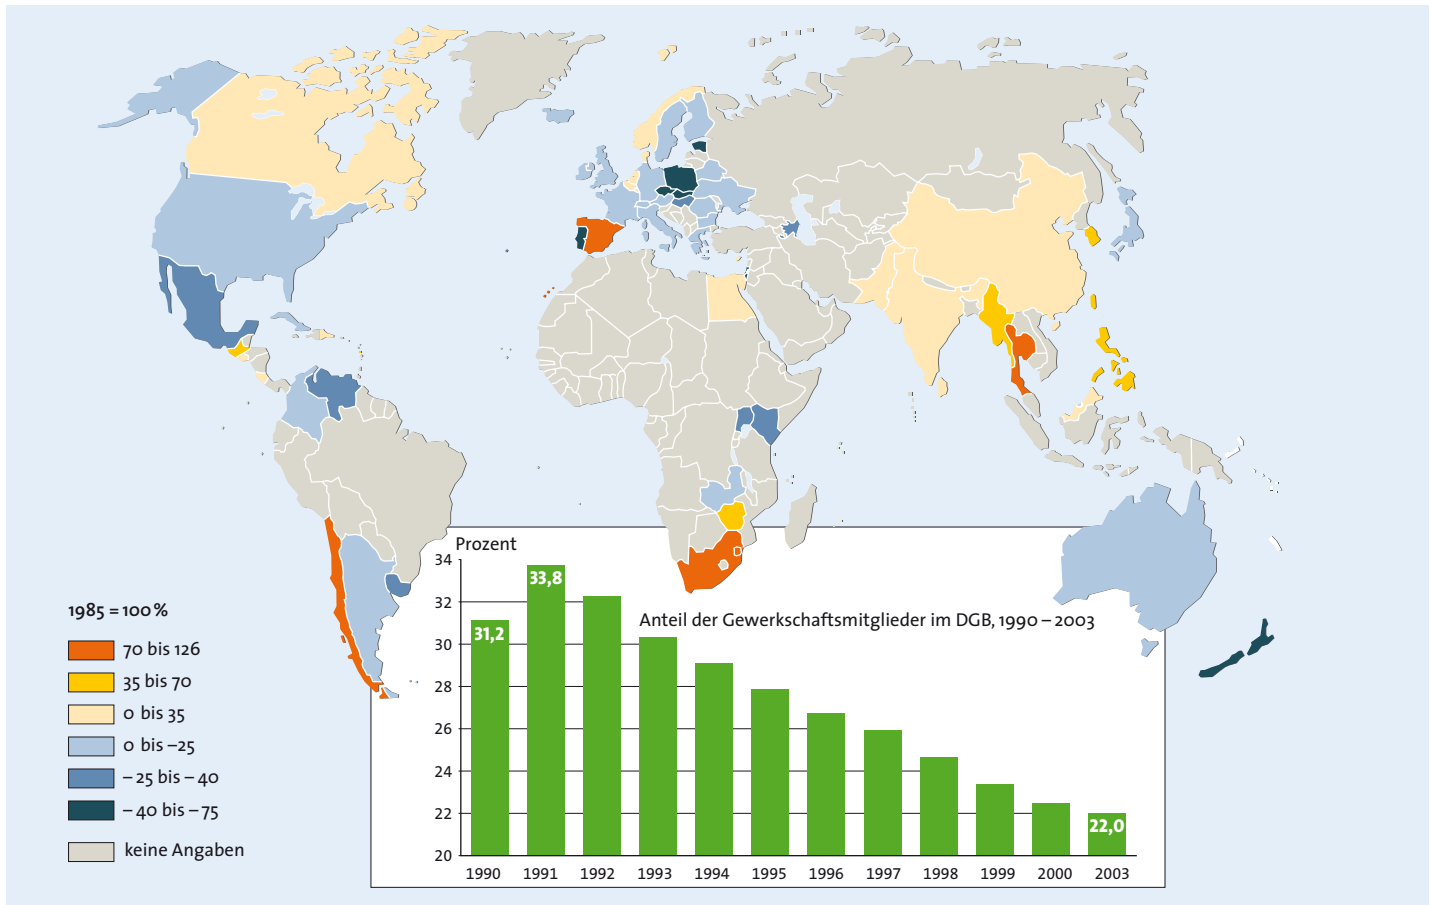 1985 = 100 %
70 bis 126
35 bis 70
0 bis 35
0 bis –25
– 25 bis – 40
– 40 bis – 75
keine Angaben
Prozent
Anteil der Gewerkschaftsmitglieder im DGB, 1990 – 2003
34
32
30
28
26
24
22
20
31,2
33,8
22,0
1990 1991 1992 1993 1994 1995 1996 1997 1998 1999 2000 2003